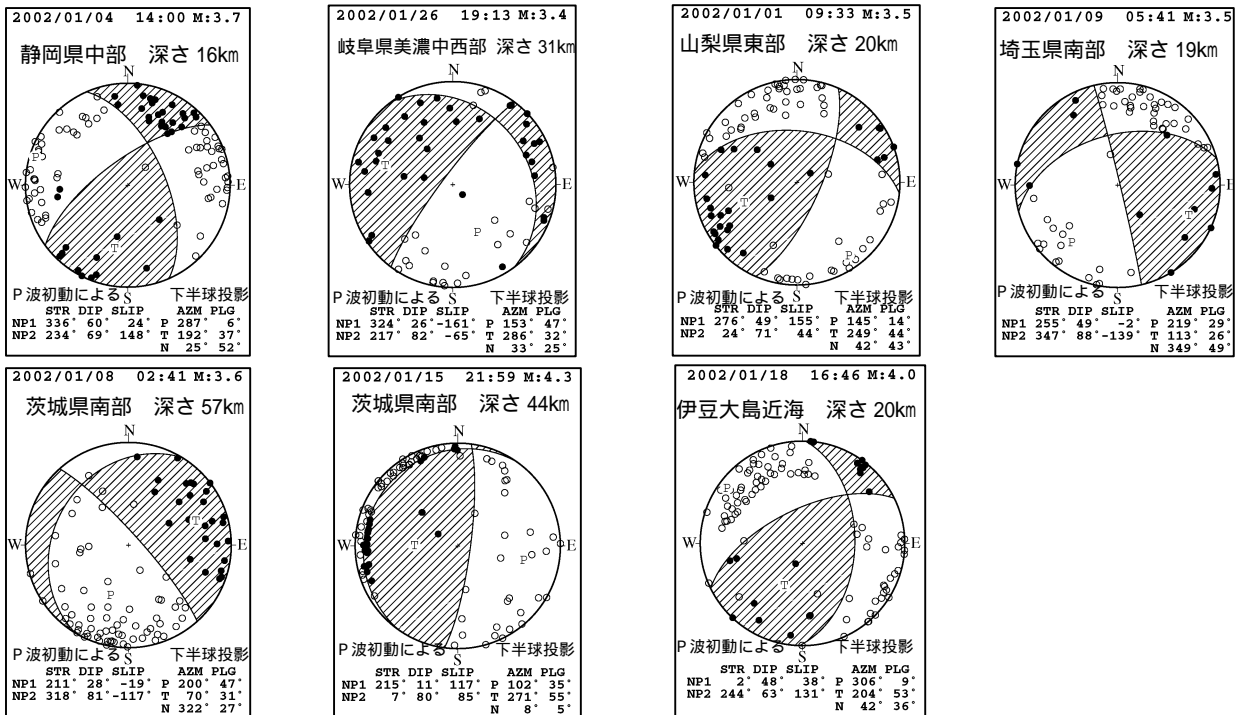 2002/01/04 14:00 M:3.7
静岡県中部 深さ 16km
N
P
W
E
T
S
P 波初動による 下半球投影
STR DIP SLIP AZM PLG
NP1 336° 60° 24° P 287° 6°
NP2 234° 69° 148° T 192° 37°
N 25° 52°
2002/01/26 19:13 M:3.4
岐阜県美濃中西部 深さ 31km
N
T
W
E
P
S
P 波初動による 下半球投影
STR DIP SLIP AZM PLG
NP1 324° 26° -161° P 153° 47°
NP2 217° 82° -65° T 286° 32°
N 33° 25°
2002/01/01 09:33 M:3.5
山梨県東部 深さ 20km
N
W
E
T
P
S
P 波初動による 下半球投影
STR DIP SLIP AZM PLG
NP1 276° 49° 155° P 145° 14°
NP2 24° 71° 44° T 249° 44°
N 42° 43°
2002/01/09 05:41 M:3.5
埼玉県南部 深さ 19km
N
W
E
T
P
S
P 波初動による 下半球投影
STR DIP SLIP AZM PLG
NP1 255° 49° -2° P 219° 29°
NP2 347° 88° -139° T 113° 26°
N 349° 49°
2002/01/08 02:41 M:3.6
茨城県南部 深さ 57km
N
T
W
E
P
S
P 波初動による 下半球投影
STR DIP SLIP AZM PLG
NP1 211° 28° -19° P 200° 47°
NP2 318° 81° -117° T 70° 31°
N 322° 27°
2002/01/15 21:59 M:4.3
茨城県南部 深さ 44km
N
W
T
E
P
S
P 波初動による 下半球投影
STR DIP SLIP AZM PLG
NP1 215° 11° 117° P 102° 35°
NP2 7° 80° 85° T 271° 55°
N 8° 5°
2002/01/18 16:46 M:4.0
伊豆大島近海 深さ 20km
N
P
W
E
T
S
P 波初動による 下半球投影
STR DIP SLIP AZM PLG
NP1 2° 48° 38° P 306° 9°
NP2 244° 63° 131° T 204° 53°
N 42° 36°